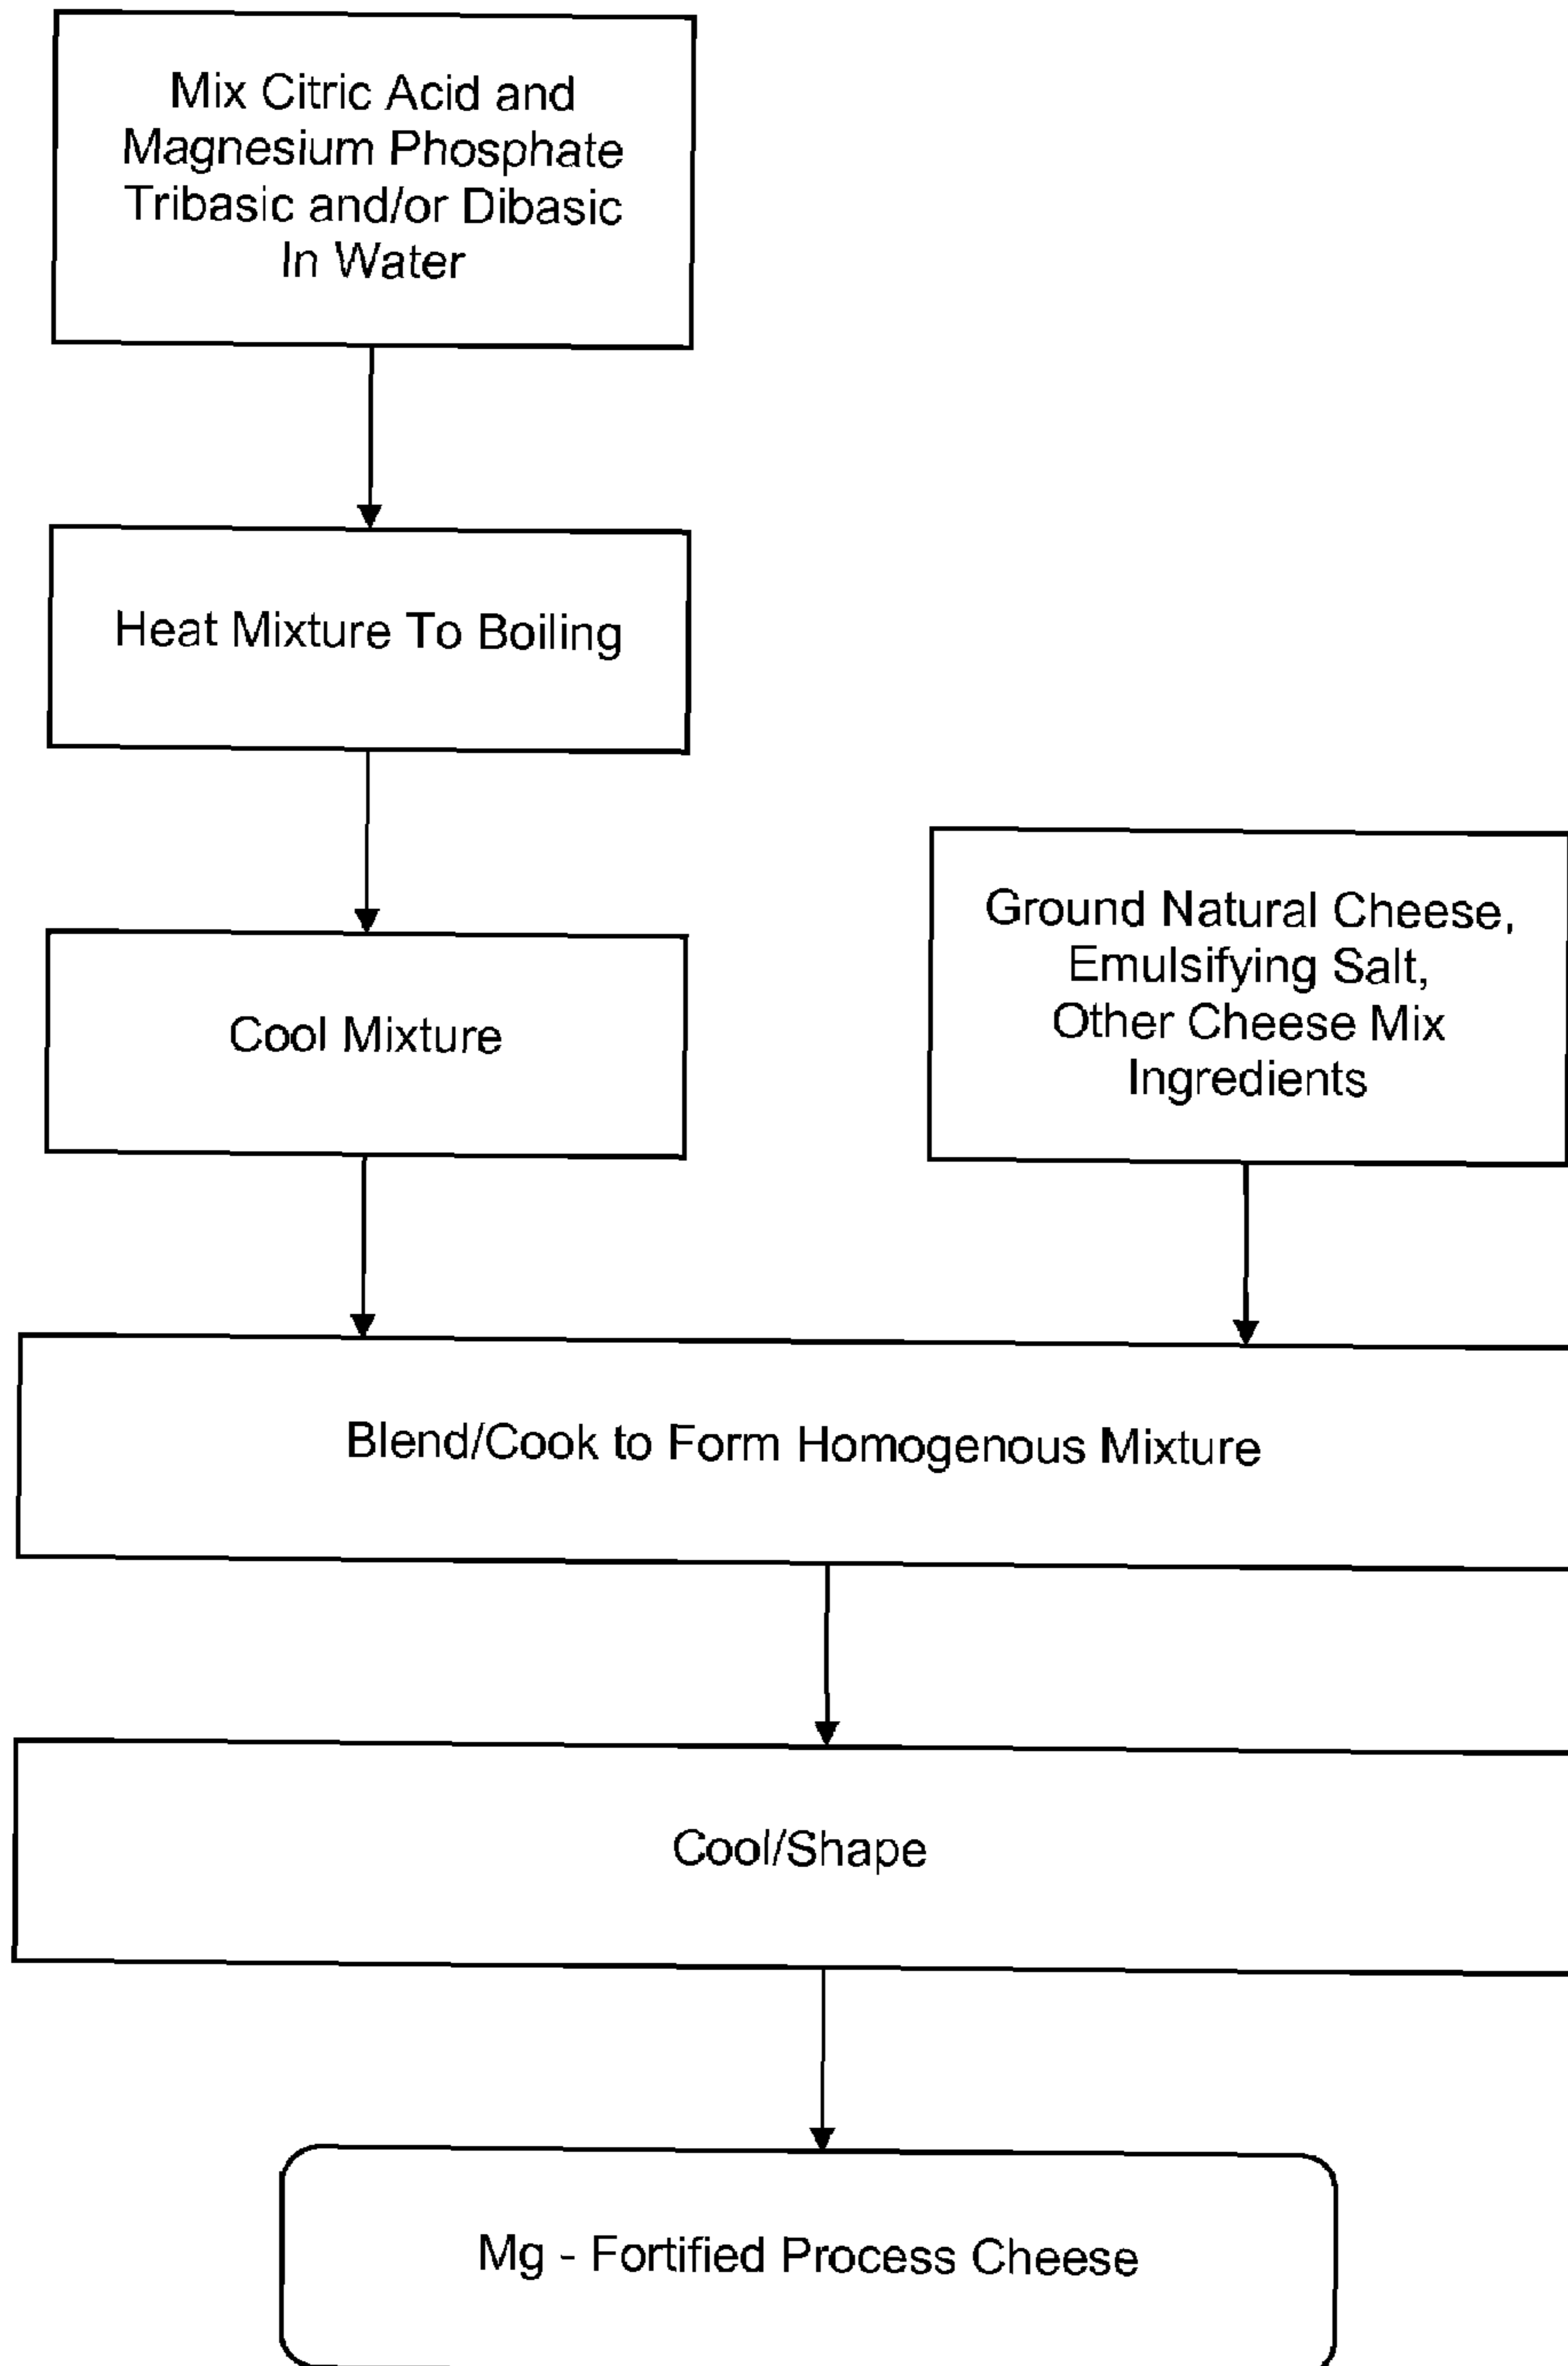 Mix Citric Acid and
Magnesium Phosphate
Tribasic and/or Dibasic
In Water
Heat Mixture To Boiling
Cool Mixture
Ground Natural Cheese,
Emulsifying Salt,
Other Cheese Mix
Ingredients
Blend/Cook to Form Homogenous Mixture
Cool/Shape
Mg - Fortified Process Cheese